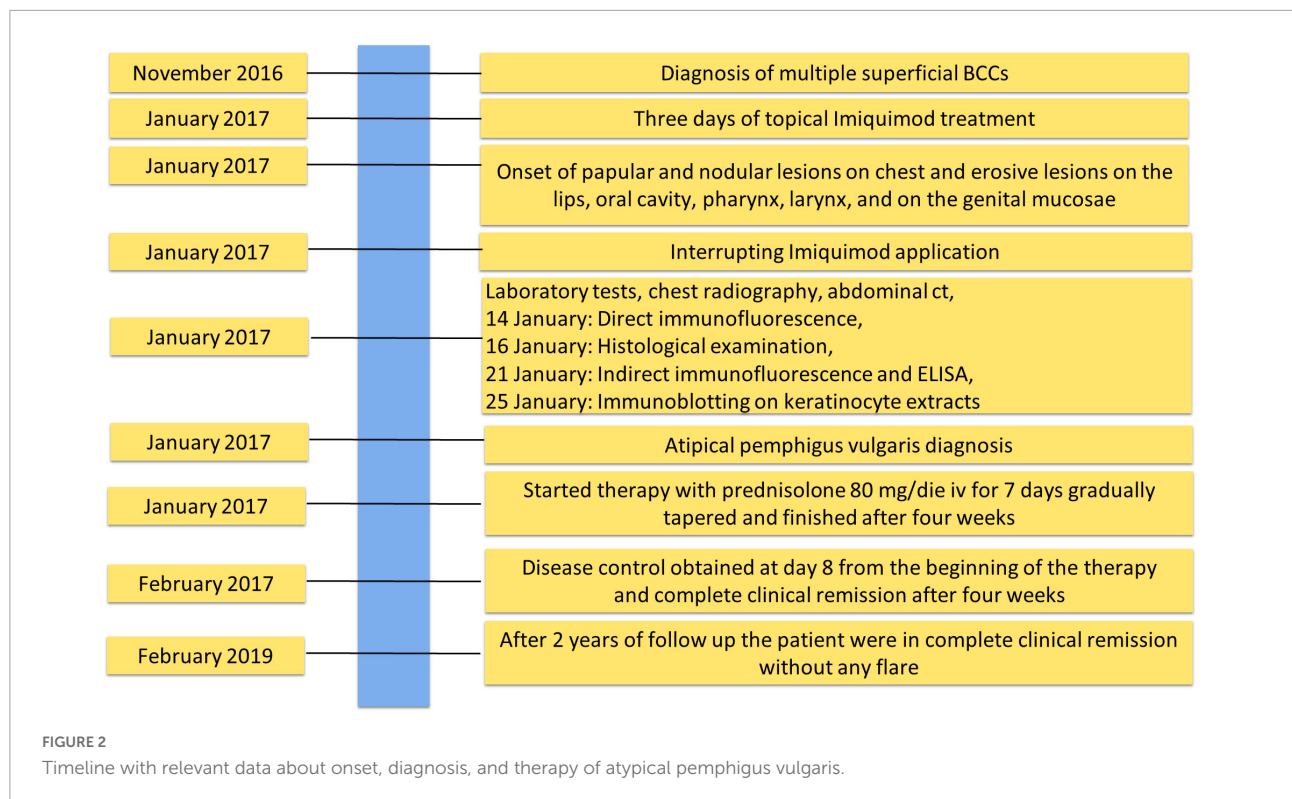 November 2016
Diagnosis of multiple superficial BCCs
January 2017
Three days of topical Imiquimod treatment
January 2017
Onset of papular and nodular lesions on chest and erosive lesions on the
lips, oral cavity, pharynx, larynx, and on the genital mucosae
January 2017
Interrupting Imiquimod application
January 2017
Laboratory tests, chest radiography, abdominal ct,
14 January: Direct immunofluorescence,
16 January: Histological examination,
21 January: Indirect immunofluorescence and ELISA,
25 January: Immunoblotting on keratinocyte extracts
January 2017
Atipical pemphigus vulgaris diagnosis
January 2017
Started therapy with prednisolone 80 mg/die iv for 7 days gradually
tapered and finished after four weeks
February 2017
Disease control obtained at day 8 from the beginning of the therapy
and complete clinical remission after four weeks
February 2019
After 2 years of follow up the patient were in complete clinical remission
without any flare
FIGURE 2
Timeline with relevant data about onset, diagnosis, and therapy of atypical pemphigus vulgaris.